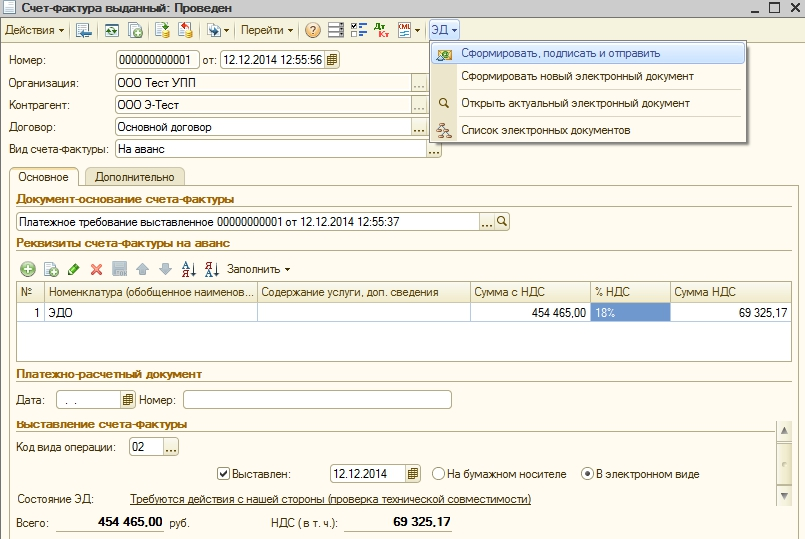 Счет-фактура выданный: Проведен
Действия Перейти ? Дт Кт ЭД
Сформировать, подписать и отправить
Сформировать новый электронный документ
Открыть актуальный электронный документ
Список электронных документов
Номер: 000000000001 от: 12.12.2014 12:55:56
Организация: ООО Тест УПП ...
Контрагент: ООО Э-Тест ...
Договор: Основной договор ...
Вид счета-фактуры: На аванс ...
Основное Дополнительно
Документ-основание счета-фактуры
Платежное требование выставленное 00000000001 от 12.12.2014 12:55:37 ...
Реквизиты счета-фактуры на аванс
Заполнить
№ Номенклатура (обобщенное наименов... Содержание услуги, доп. сведения Сумма с НДС % НДС Сумма НДС
1 ЭДО 454 465,00 18% 69 325,17
Платежно-расчетный документ
Дата: . . Номер:
Выставление счета-фактуры
Код вида операции: 02 ...
Выставлен: 12.12.2014 На бумажном носителе В электронном виде
Состояние ЭД: Требуются действия с нашей стороны (проверка технической совместимости)
Всего: 454 465,00 руб. НДС (в т. ч.): 69 325,17